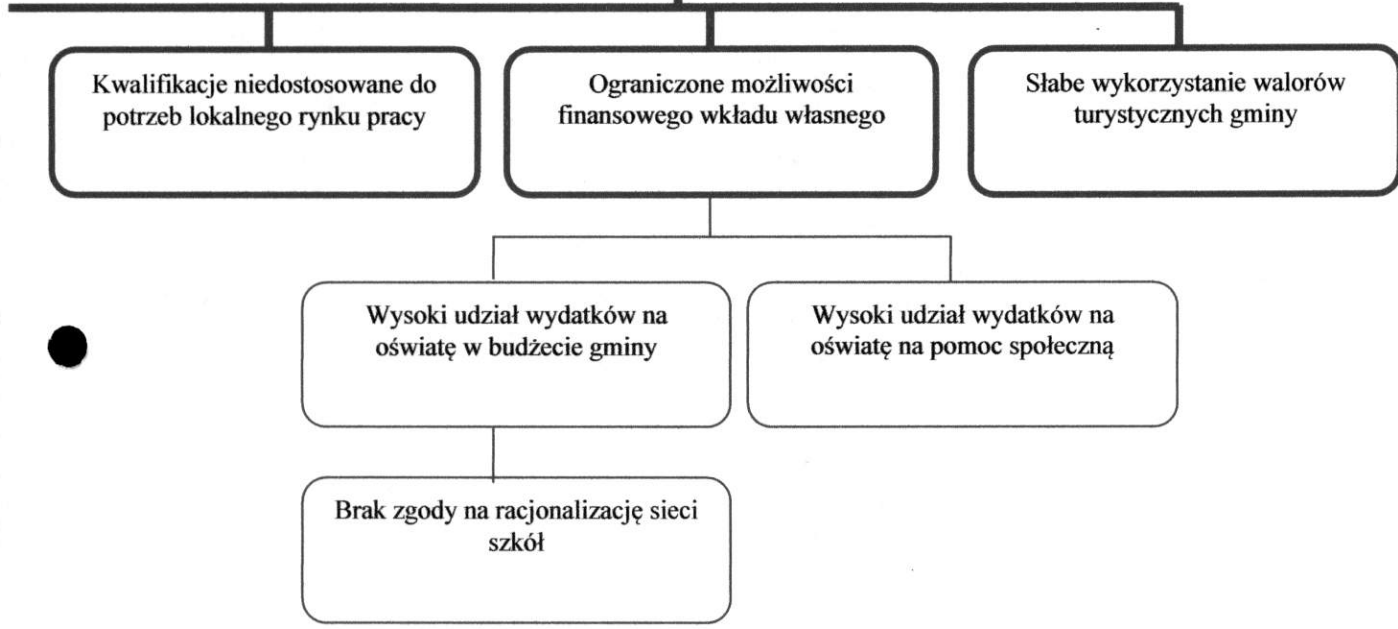 Kwalifikacje niedostosowane do
potrzeb lokalnego rynku pracy
Ograniczone możliwości
finansowego wkładu własnego
Słabe wykorzystanie walorów
turystycznych gminy
Wysoki udział wydatków na
oświatę w budżecie gminy
Wysoki udział wydatków na
oświatę na pomoc społeczną
Brak zgody na racjonalizację sieci
szkół